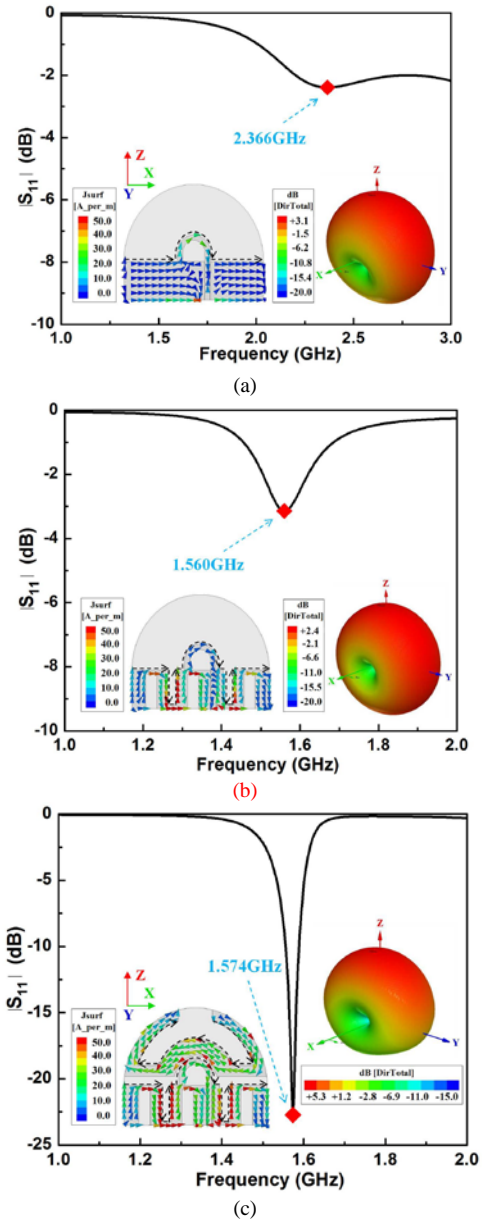 0
-2
-4
-6
-8
-10
|S11| (dB)
2.366GHz
Z
X
Y
Jsurf
[A_per_m]
50.0
40.0
30.0
20.0
10.0
0.0
dB
[DirTotal]
+3.1
-1.5
-6.2
-10.8
-15.4
-20.0
Z
X
Y
1.0 1.5 2.0 2.5 3.0
Frequency (GHz)
(a)
0
-2
-4
-6
-8
-10
|S11| (dB)
1.560GHz
Jsurf
[A_per_m]
50.0
40.0
30.0
20.0
10.0
0.0
dB
[DirTotal]
+2.4
-2.1
-6.6
-11.0
-15.5
-20.0
Z
X
Y
1.0 1.2 1.4 1.6 1.8 2.0
Frequency (GHz)
(b)
0
-5
-10
-15
-20
-25
|S11| (dB)
1.574GHz
Z
X
Y
Jsurf
[A_per_m]
50.0
40.0
30.0
20.0
10.0
0.0
Z
X
Y
dB [DirTotal]
+5.3 +1.2 -2.8 -6.9 -11.0 -15.0
1.0 1.2 1.4 1.6 1.8 2.0
Frequency (GHz)
(c)